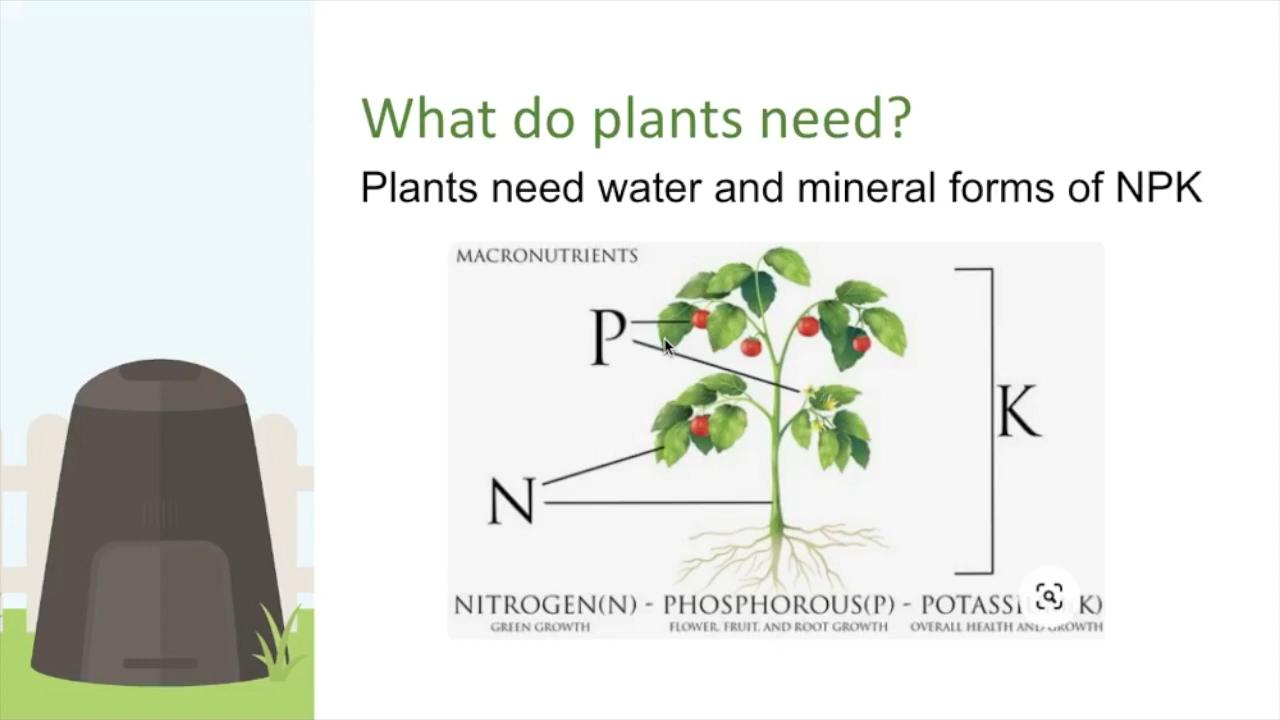 What do plants need?
Plants need water and mineral forms of NPK
MACRONUTRIENTS
P
K
N
NITROGEN(N) - PHOSPHOROUS(P) - K)
GREEN GROWTH FLOWER, FRUIT, AND ROOT GROWTH OVERALL HEALTH AND GROWTH